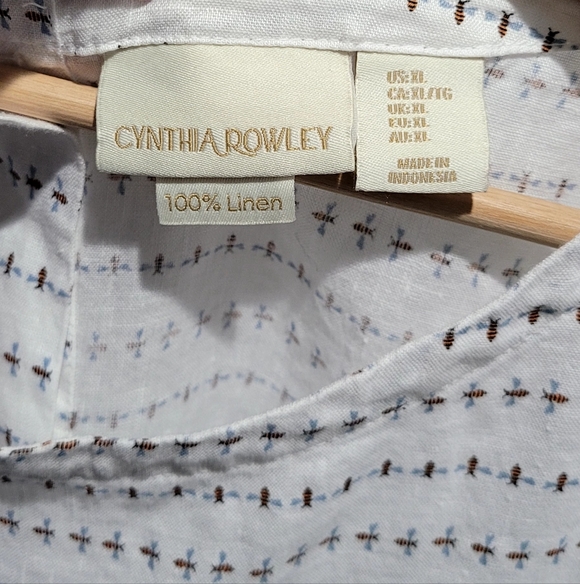 CYNTHIA ROWLEY
100% Linen
US:XL
CA:XL/TG
UK:XL
EU:XL
AU:XL
MADE IN
INDONESIA